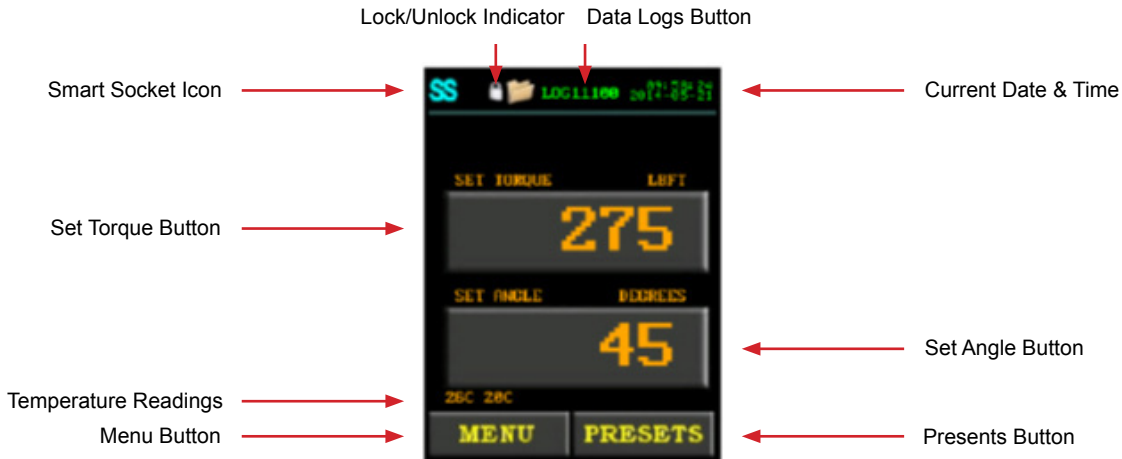 Lock/Unlock Indicator
Data Logs Button
Smart Socket Icon
SS
LOG11100
Current Date & Time
SET TORQUE
LBFT
Set Torque Button
275
SET ANGLE
DEGREES
45
Set Angle Button
Temperature Readings
26C 20C
Menu Button
MENU
PRESETS
Presents Button